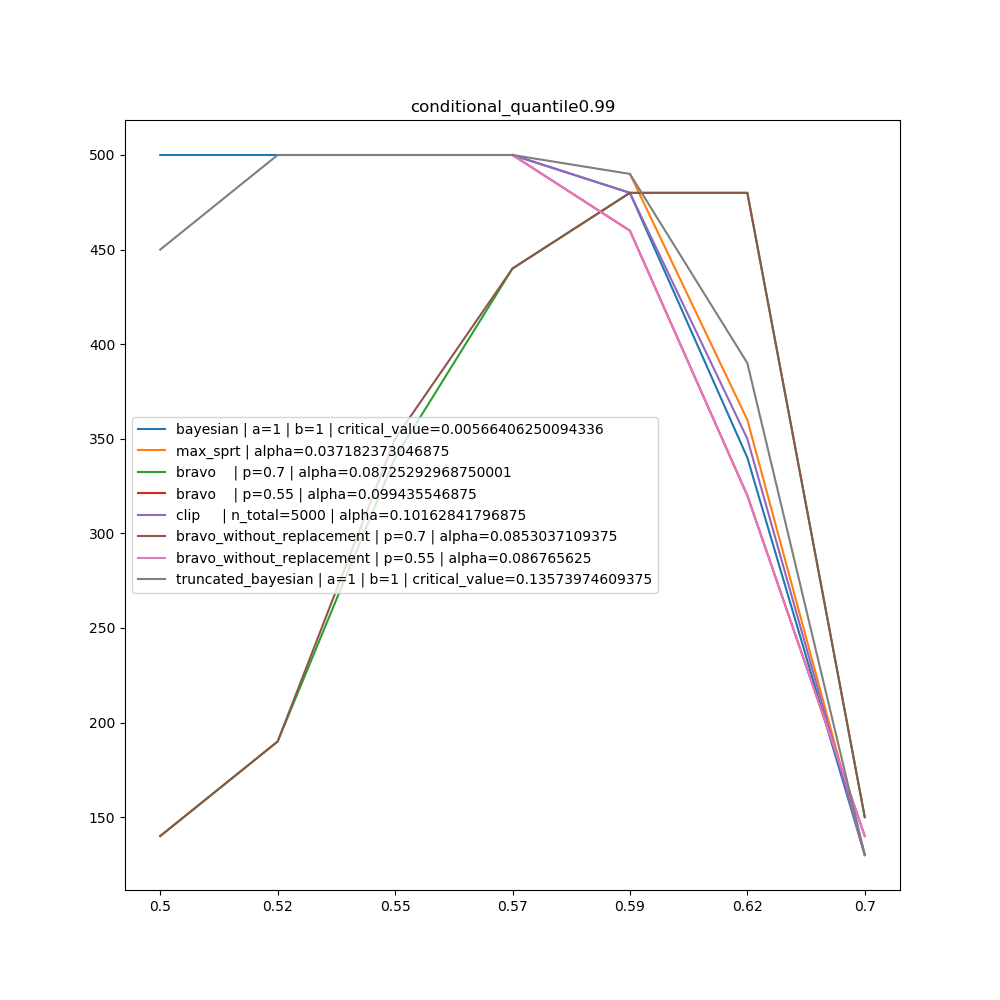 conditional_quantile0.99
500
450
400
350
300
250
200
150
bayesian | a=1 | b=1 | critical_value=0.00566406250094336
max_sprt | alpha=0.037182373046875
bravo    | p=0.7 | alpha=0.08725292968750001
bravo    | p=0.55 | alpha=0.099435546875
clip     | n_total=5000 | alpha=0.10162841796875
bravo_without_replacement | p=0.7 | alpha=0.0853037109375
bravo_without_replacement | p=0.55 | alpha=0.086765625
truncated_bayesian | a=1 | b=1 | critical_value=0.13573974609375
0.5 0.52 0.55 0.57 0.59 0.62 0.7